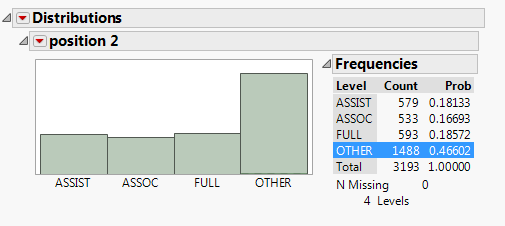 Distributions
position 2
ASSIST ASSOC FULL OTHER
Frequencies
Level Count Prob
ASSIST 579 0.18133
ASSOC 533 0.16693
FULL 593 0.18572
OTHER 1488 0.46602
Total 3193 1.00000
N Missing 0
4 Levels